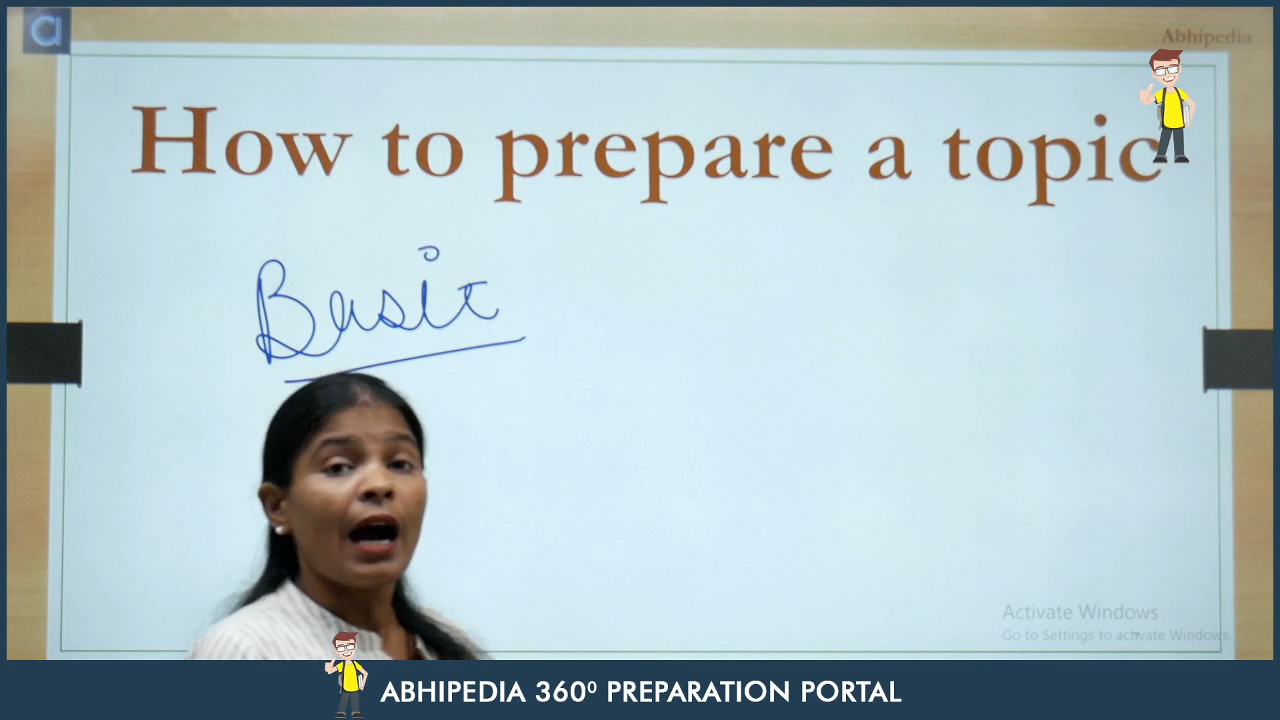 a
Abhipedia
How to prepare a topic
Basic
Activate Windows
Go to Settings to activate Windows.
ABHIPEDIA 360⁰ PREPARATION PORTAL